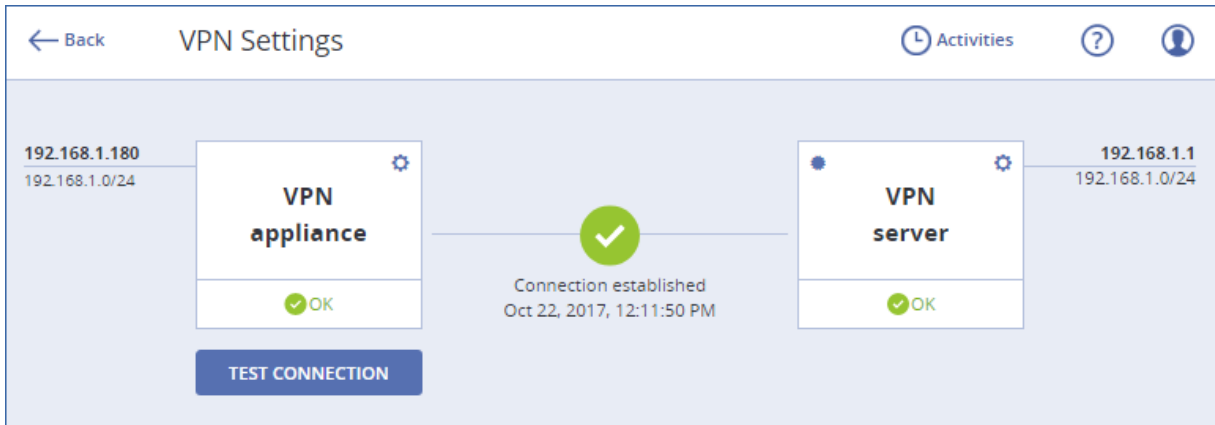 Back VPN Settings Activities ?
192.168.1.180
192.168.1.0/24
VPN
appliance
OK
TEST CONNECTION
Connection established
Oct 22, 2017, 12:11:50 PM
VPN
server
OK
192.168.1.1
192.168.1.0/24